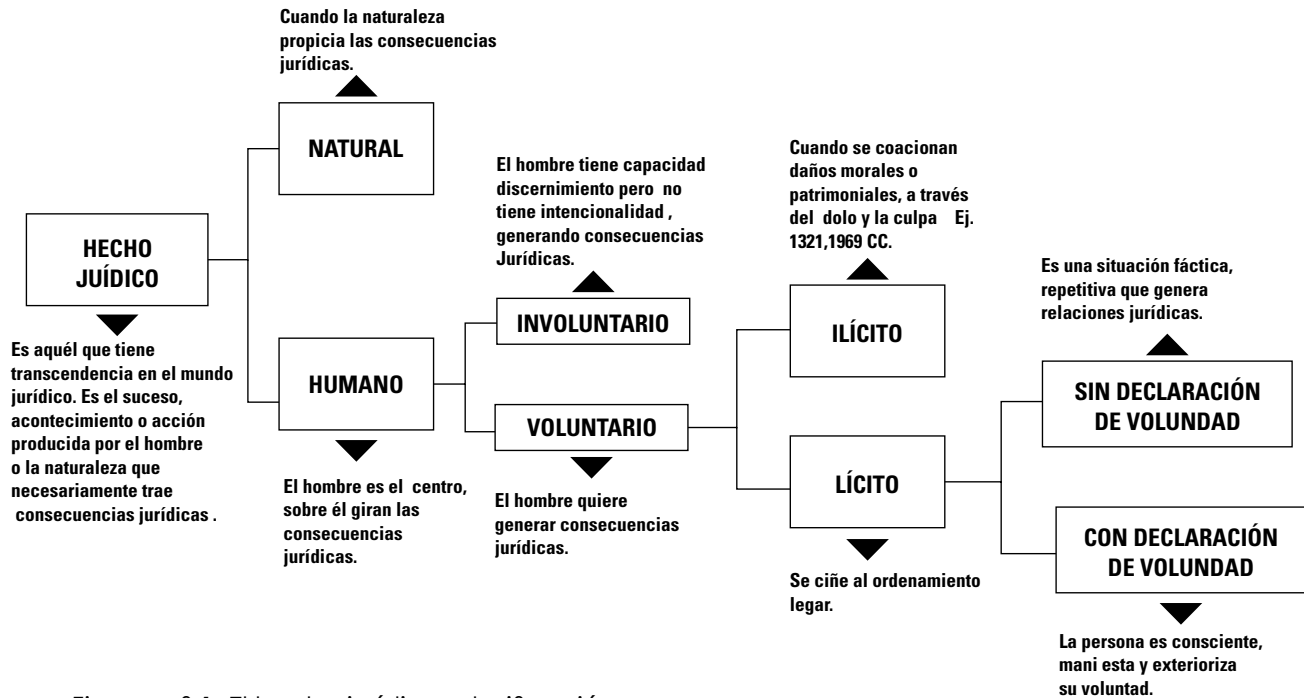 Cuando la naturaleza
propicia las consecuencias
jurídicas.
NATURAL
HECHO
JUÍDICO
Es aquél que tiene
transcendencia en el mundo
jurídico. Es el suceso,
acontecimiento o acción
producida por el hombre
o la naturaleza que
necesariamente trae
consecuencias jurídicas .
HUMANO
El hombre es el centro,
sobre él giran las
consecuencias
jurídicas.
El hombre tiene capacidad
discernimiento pero no
tiene intencionalidad ,
generando consecuencias
Jurídicas.
INVOLUNTARIO
VOLUNTARIO
El hombre quiere
generar consecuencias
jurídicas.
Cuando se coacionan
daños morales o
patrimoniales, a través
del dolo y la culpa Ej.
1321,1969 CC.
ILÍCITO
LÍCITO
Se ciñe al ordenamiento
legar.
Es una situación fáctica,
repetitiva que genera
relaciones jurídicas.
SIN DECLARACIÓN
DE VOLUNDAD
CON DECLARACIÓN
DE VOLUNDAD
La persona es consciente,
mani esta y exterioriza
su voluntad.